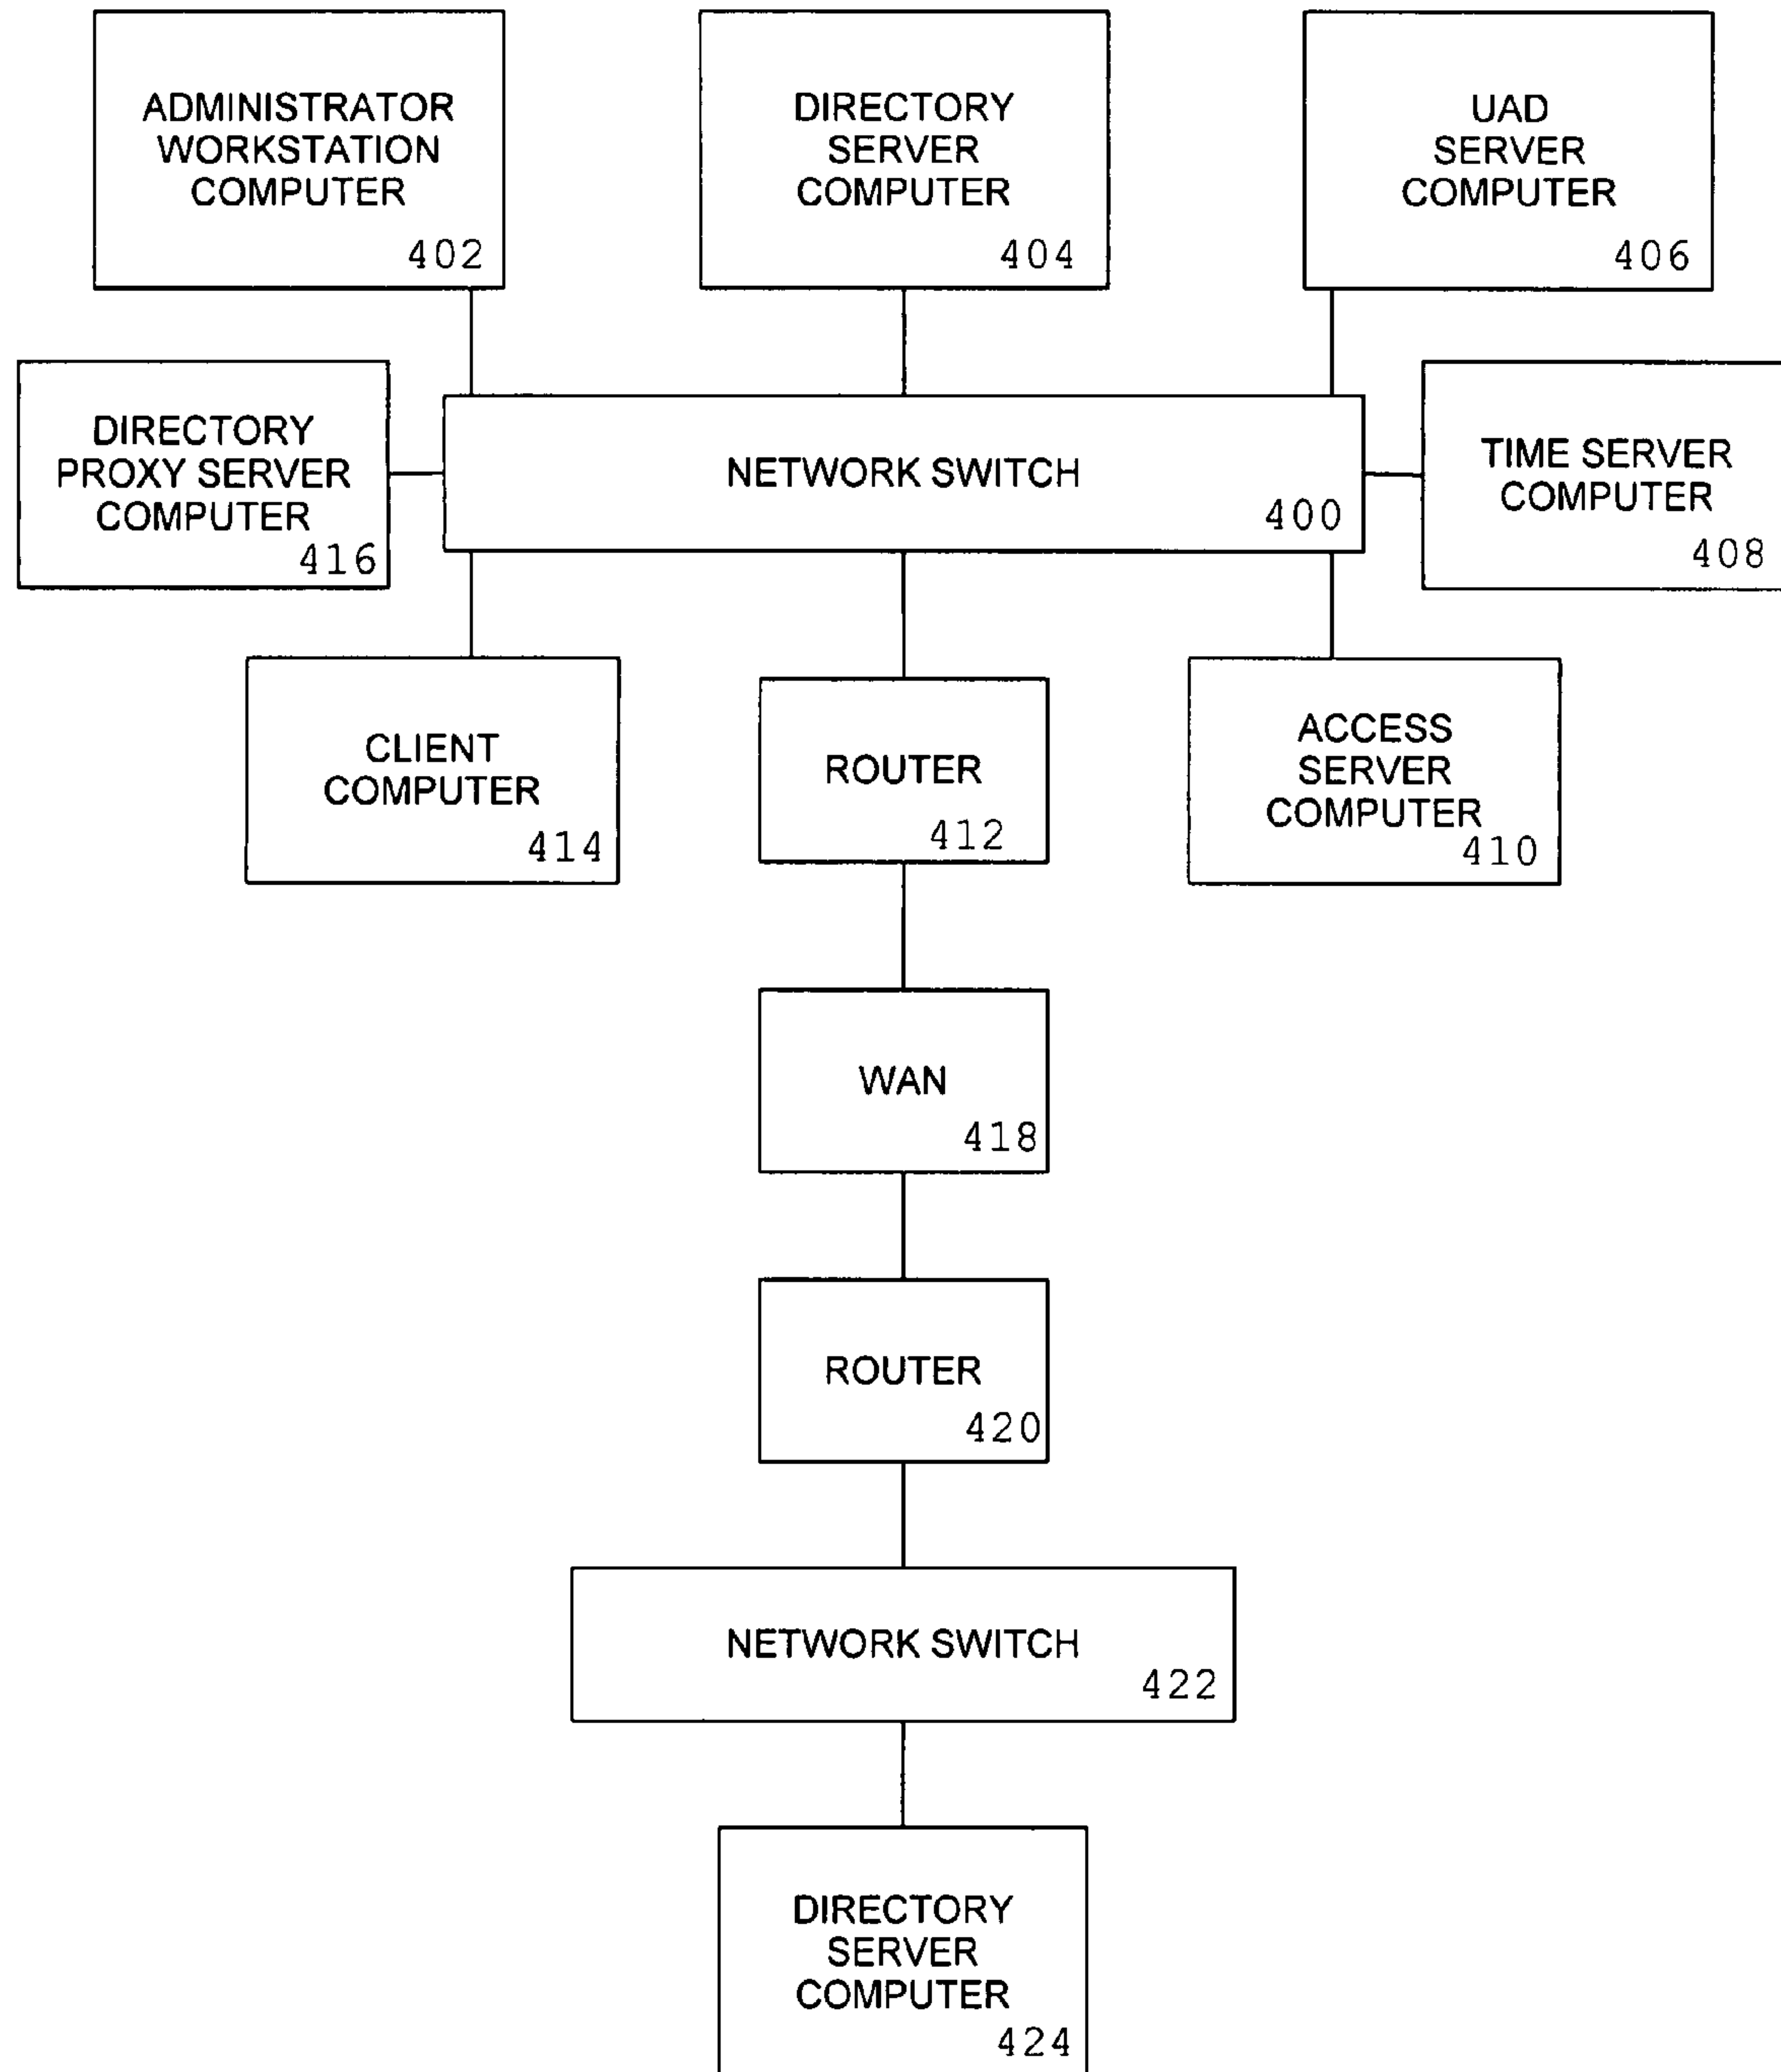 ADMINISTRATOR
WORKSTATION
COMPUTER
402
DIRECTORY
SERVER
COMPUTER
404
UAD
SERVER
COMPUTER
406
DIRECTORY
PROXY SERVER
COMPUTER
416
NETWORK SWITCH
400
TIME SERVER
COMPUTER
408
CLIENT
COMPUTER
414
ROUTER
412
ACCESS
SERVER
COMPUTER
410
WAN
418
ROUTER
420
NETWORK SWITCH
422
DIRECTORY
SERVER
COMPUTER
424